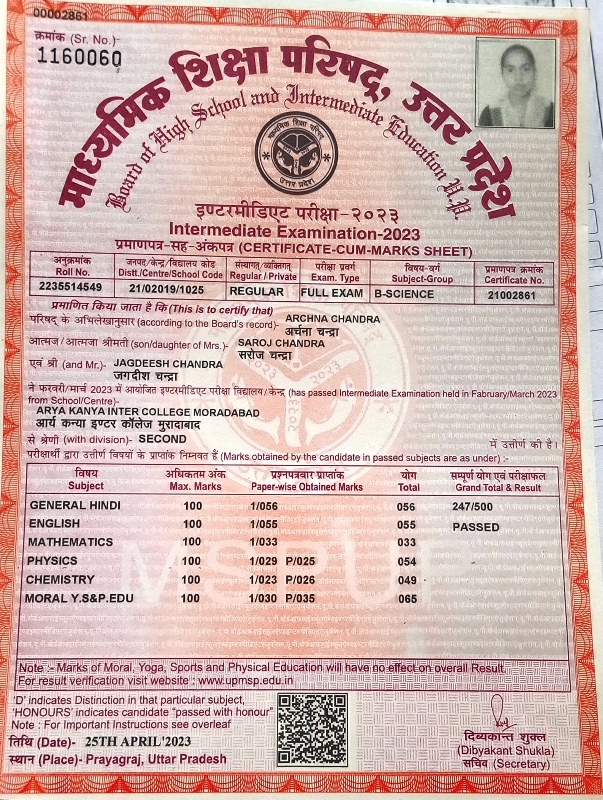 00002861
क्रमांक (Sr. No.)-
1160060
माध्यमिक शिक्षा परिषद्, उत्तर प्रदेश
Board of High School and Intermediate Education U.P.
माध्यमिक शिक्षा परिषद्
उत्तर प्रदेश
इण्टरमीडिएट परीक्षा-२०२३
Intermediate Examination-2023
प्रमाणपत्र-सह-अंकपत्र (CERTIFICATE-CUM-MARKS SHEET)
अनुक्रमांक जनपद/केन्द्र/विद्यालय कोड संस्थागत/व्यक्तिगत परीक्षा प्रवर्ग विषय-वर्ग प्रमाणपत्र क्रमांक
Roll No. Distt./Centre/School Code Regular / Private Exam. Type Subject-Group Certificate No.
2235514549 21/02019/1025 REGULAR FULL EXAM B-SCIENCE 21002861
प्रमाणित किया जाता है कि (This is to certify that)
परिषद् के अभिलेखानुसार (according to the Board's record)- ARCHNA CHANDRA
अर्चना चन्द्रा
आत्मज / आत्मजा श्रीमती (son/daughter of Mrs.)- SAROJ CHANDRA
सरोज चन्द्रा
एवं श्री (and Mr.)- JAGDEESH CHANDRA
जगदीश चन्द्रा
ने फरवरी/मार्च 2023 में आयोजित इण्टरमीडिएट परीक्षा विद्यालय/केन्द्र (has passed Intermediate Examination held in Fabruary/March 2023
from School/Centre)-
ARYA KANYA INTER COLLEGE MORADABAD
आर्य कन्या इण्टर कॉलेज मुरादाबाद
से श्रेणी (with division)- SECOND में उत्तीर्ण की है।
परीक्षार्थी द्वारा उत्तीर्ण विषयों के प्राप्तांक निम्नवत हैं (Marks obtained by the candidate in passed subjects are as under) :-
विषय अधिकतम अंक प्रश्नपत्रवार प्राप्तांक योग सम्पूर्ण योग एवं परीक्षाफल
Subject Max. Marks Paper-wise Obtained Marks Total Grand Total & Result
GENERAL HINDI 100 1/056 056 247/500
ENGLISH 100 1/055 055 PASSED
MATHEMATICS 100 1/033 033
PHYSICS 100 1/029 P/025 054
CHEMISTRY 100 1/023 P/026 049
MORAL Y.S&P.EDU 100 1/030 P/035 065
MSPUP
Note :- Marks of Moral, Yoga, Sports and Physical Education will have no effect on overall Result.
For result verification visit website : www.upmsp.edu.in
'D' indicates Distinction in that particular subject,
'HONOURS' indicates candidate "passed with honour"
Note : For Important Instructions see overleaf
तिथि (Date)- 25TH APRIL'2023
स्थान (Place)- Prayagraj, Uttar Pradesh
दिब्यकान्त शुक्ल
(Dibyakant Shukla)
सचिव (Secretary)